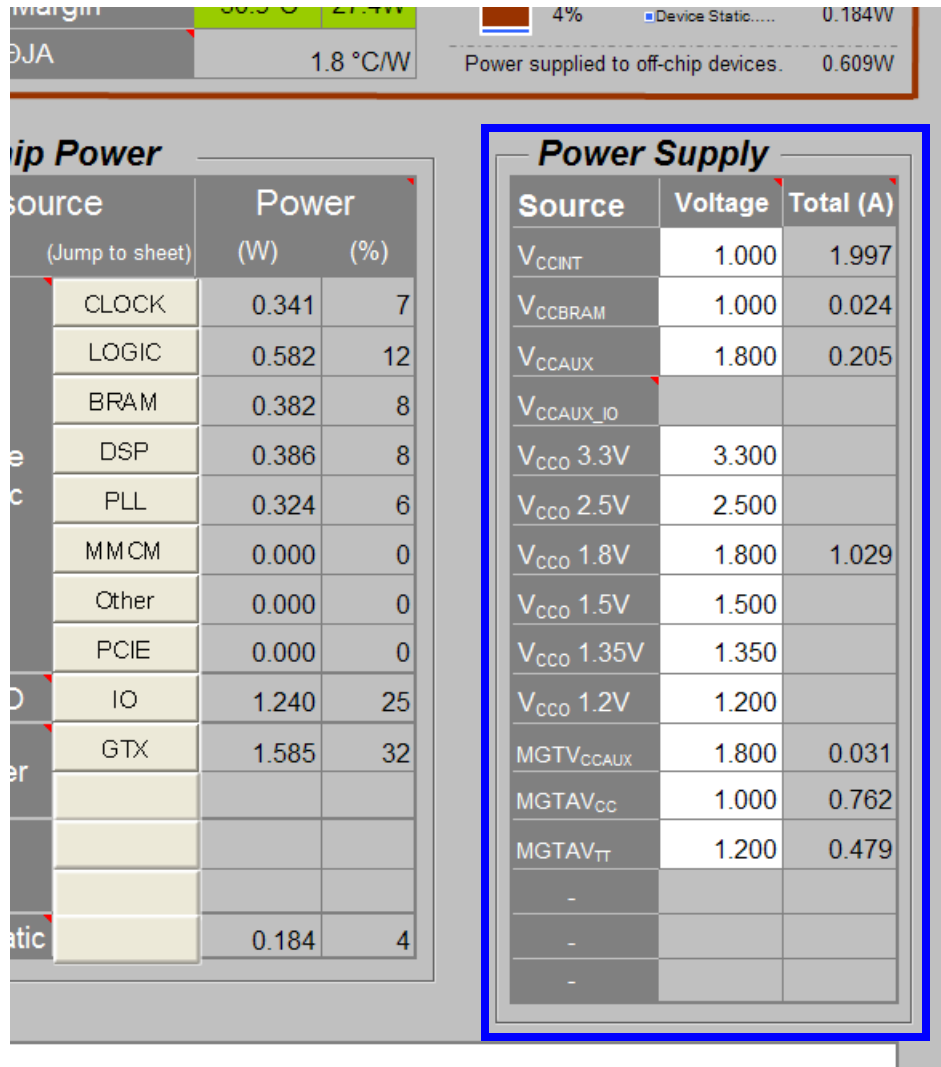 4% Device Static..... 0.184W
ΘJA 1.8 °C/W Power supplied to off-chip devices. 0.609W
Power
Power Supply
Power
(Jump to sheet) (W) (%)
Source Voltage Total (A)
CLOCK 0.341 7
LOGIC 0.582 12
BRAM 0.382 8
DSP 0.386 8
PLL 0.324 6
MMCM 0.000 0
Other 0.000 0
PCIE 0.000 0
IO 1.240 25
GTX 1.585 32
0.184 4
VCCINT 1.000 1.997
VCCBRAM 1.000 0.024
VCCAUX 1.800 0.205
VCCAUX_IO
VCCO 3.3V 3.300
VCCO 2.5V 2.500
VCCO 1.8V 1.800 1.029
VCCO 1.5V 1.500
VCCO 1.35V 1.350
VCCO 1.2V 1.200
MGTVCCAUX 1.800 0.031
MGTAVCC 1.000 0.762
MGTAVTT 1.200 0.479
-
-
-